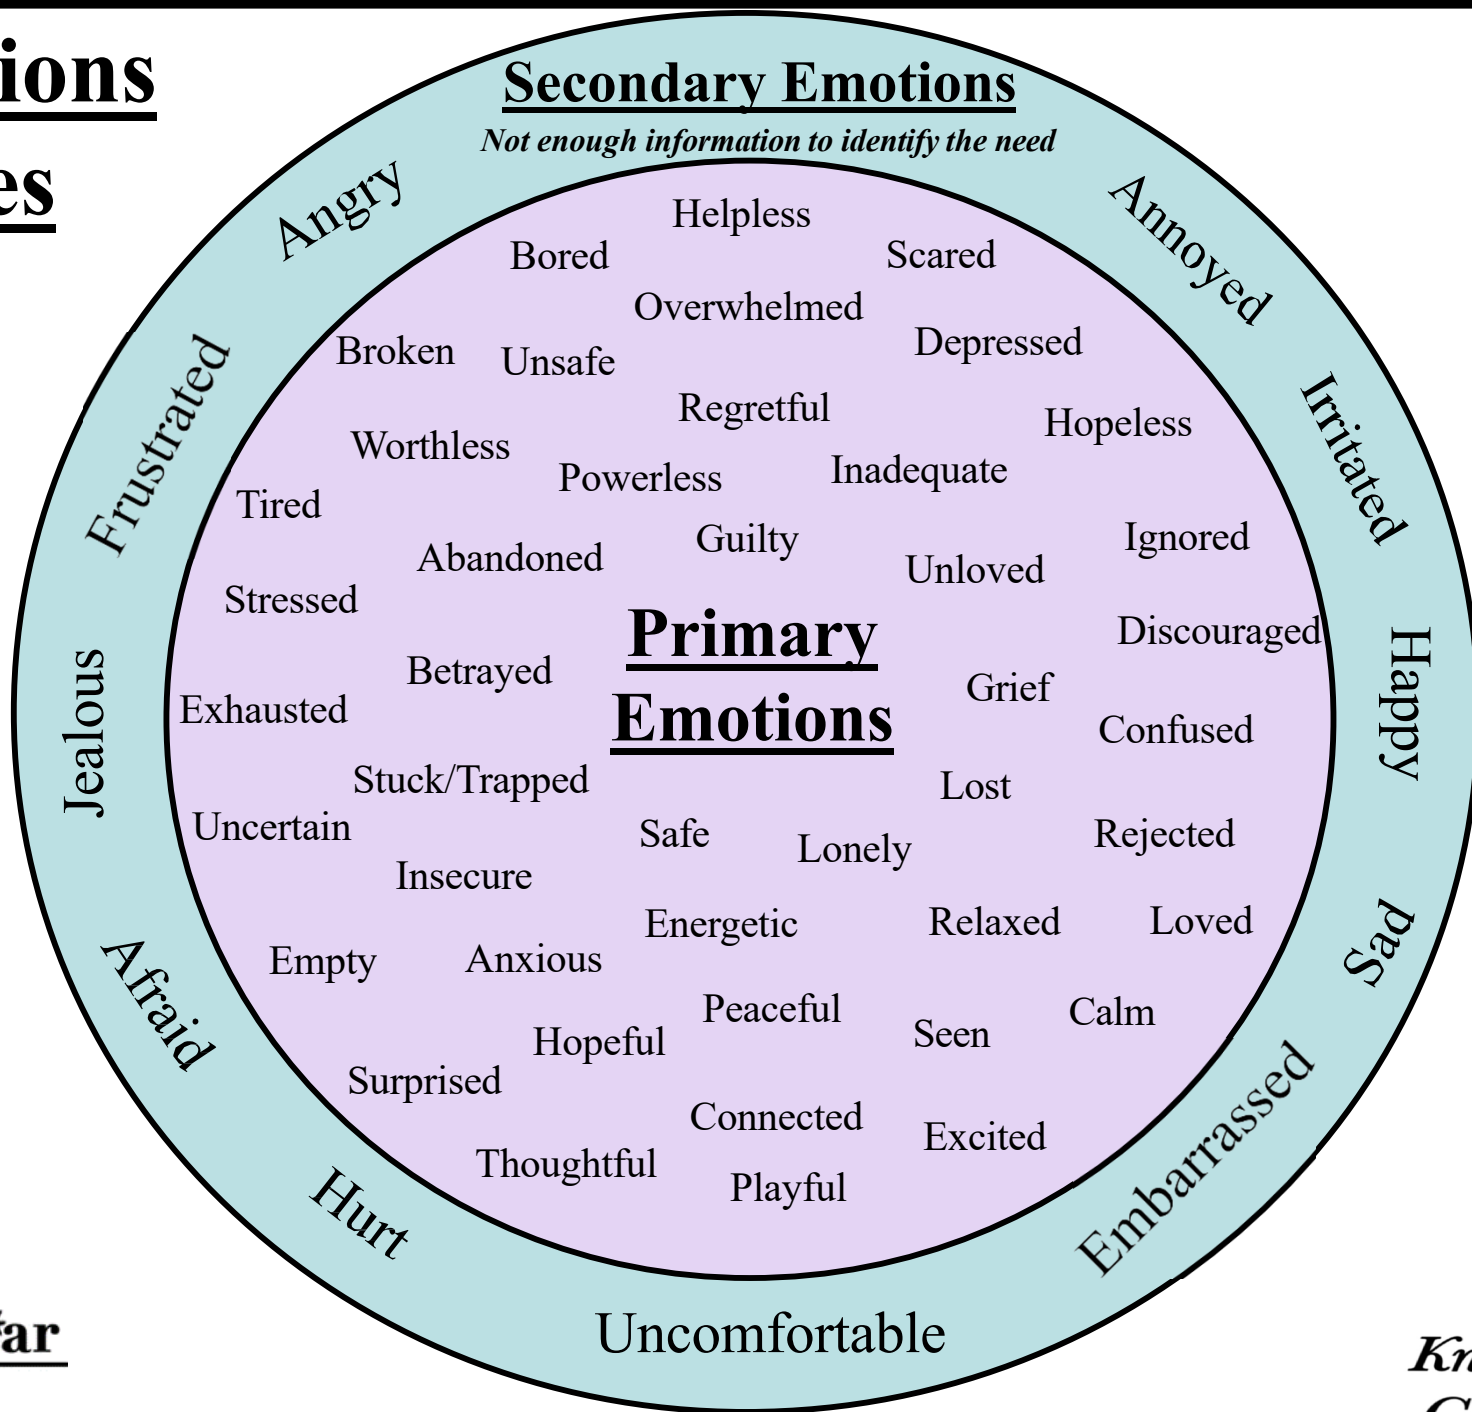 ions
es
Secondary Emotions
Not enough information to identify the need
Angry
Annoyed
Frustrated
Irritated
Jealous
Happy
Afraid
Sad
Hurt
Embarrassed
Uncomfortable
Helpless
Bored
Scared
Overwhelmed
Broken
Unsafe
Depressed
Regretful
Hopeless
Worthless
Powerless
Inadequate
Tired
Guilty
Ignored
Abandoned
Unloved
Stressed
Primary
Emotions
Discouraged
Betrayed
Grief
Exhausted
Confused
Stuck/Trapped
Lost
Uncertain
Safe
Lonely
Rejected
Insecure
Energetic
Relaxed
Loved
Empty
Anxious
Peaceful
Calm
Hopeful
Seen
Surprised
Connected
Excited
Thoughtful
Playful
ar
Kn